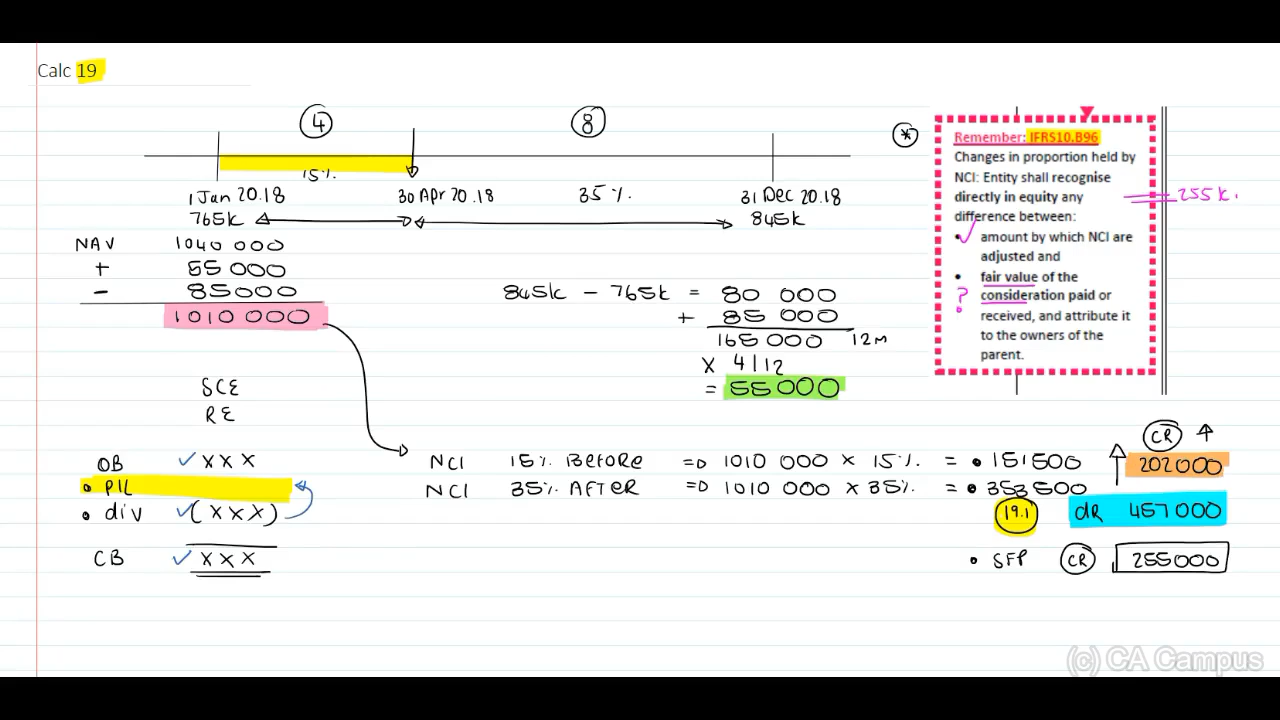 Calc 19
4 8
*
15%
1 Jan 20.18 30 Apr 20.18 35% 31 Dec 20.18
765k 845k
NAV 1040 000
+ 55 000
- 85000
1010 000
845k - 765k = 80 000
+ 85 000
165 000 12m
x 4/12
= 55000
SCE
RE
OB ✓ xxx
• P/L
• div ✓ (xxx)
CB ✓ xxx
NCI 15% BEFORE => 1010 000 x 15% = • 151500
NCI 35% AFTER => 1010 000 x 35% = • 353500
CR ↑
↑ 202000
19.1 dR 457000
• SFP CR 255000
Remember: IFRS10.B96
Changes in proportion held by
NCI: Entity shall recognise
directly in equity any
difference between:
• amount by which NCI are
adjusted and
• fair value of the
consideration paid or
received, and attribute it
to the owners of the
parent.
✓
?
255k.
(c) CA Campus